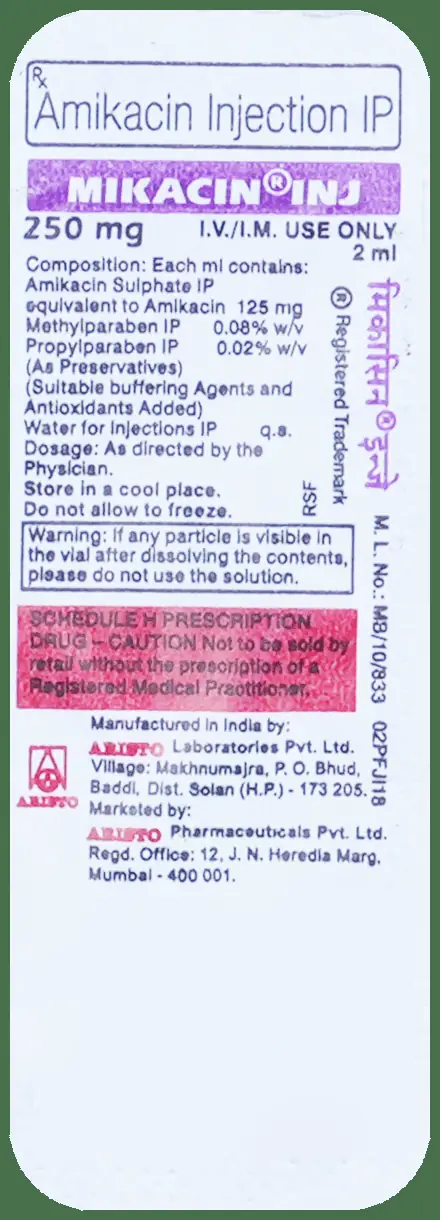 Rx
Amikacin Injection IP
MIKACIN® INJ
250 mg I.V./I.M. USE ONLY
2 ml
Composition: Each ml contains:
Amikacin Sulphate IP
equivalent to Amikacin 125 mg
Methylparaben IP 0.08% w/v
Propylparaben IP 0.02% w/v
(As Preservatives)
(Suitable buffering Agents and
Antioxidants Added)
Water for Injections IP q.s.
Dosage: As directed by the
Physician.
Store in a cool place.
Do not allow to freeze.
RSF
® Registered Trademark
मिकासिन® इन्जे
Warning: If any particle is visible in
the vial after dissolving the contents,
please do not use the solution.
SCHEDULE H PRESCRIPTION
DRUG – CAUTION Not to be sold by
retail without the prescription of a
Registered Medical Practitioner.
M. L. No.: MB/10/833 02PFJI18
Manufactured in India by:
ARISTO Laboratories Pvt. Ltd.
Village: Makhnumajra, P. O. Bhud,
Baddi, Dist. Solan (H.P.) - 173 205.
ARISTO
Marketed by:
ARISTO Pharmaceuticals Pvt. Ltd.
Regd. Office: 12, J. N. Heredia Marg,
Mumbai - 400 001.